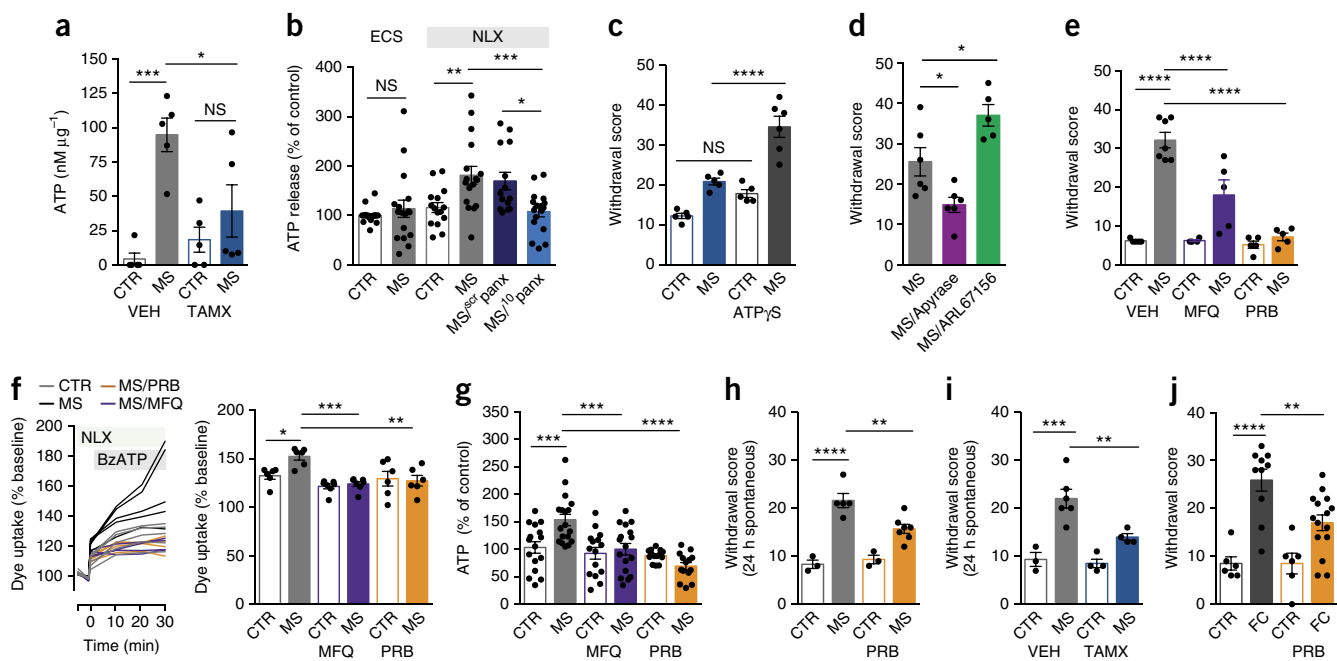 a
ATP (nM µg⁻¹)
150
125
100
75
50
25
0
***
*
NS
CTR
MS
CTR
MS
VEH
TAMX
b
ECS
NLX
ATP release (% of control)
400
300
200
100
0
NS
**
***
*
CTR
MS
CTR
MS
MS/scr panx
MS/10 panx
c
Withdrawal score
50
40
30
20
10
0
NS
****
CTR
MS
CTR
MS
ATPγS
d
Withdrawal score
50
40
30
20
10
0
*
*
MS
MS/Apyrase
MS/ARL67156
e
Withdrawal score
50
40
30
20
10
0
****
****
****
CTR
MS
CTR
MS
CTR
MS
VEH
MFQ
PRB
f
CTR
MS
MS/PRB
MS/MFQ
NLX
BzATP
Dye uptake (% baseline)
200
180
160
140
120
100
0
10
20
30
Time (min)
Dye uptake (% baseline)
200
150
100
50
0
*
***
**
CTR
MS
CTR
MS
CTR
MS
MFQ
PRB
g
ATP (% of control)
350
300
250
200
150
100
50
0
***
***
****
CTR
MS
CTR
MS
CTR
MS
MFQ
PRB
h
Withdrawal score
(24 h spontaneous)
40
30
20
10
0
****
**
CTR
MS
CTR
MS
PRB
i
Withdrawal score
(24 h spontaneous)
40
30
20
10
0
***
**
CTR
MS
CTR
MS
VEH
TAMX
j
Withdrawal score
40
30
20
10
0
****
**
CTR
FC
CTR
FC
PRB